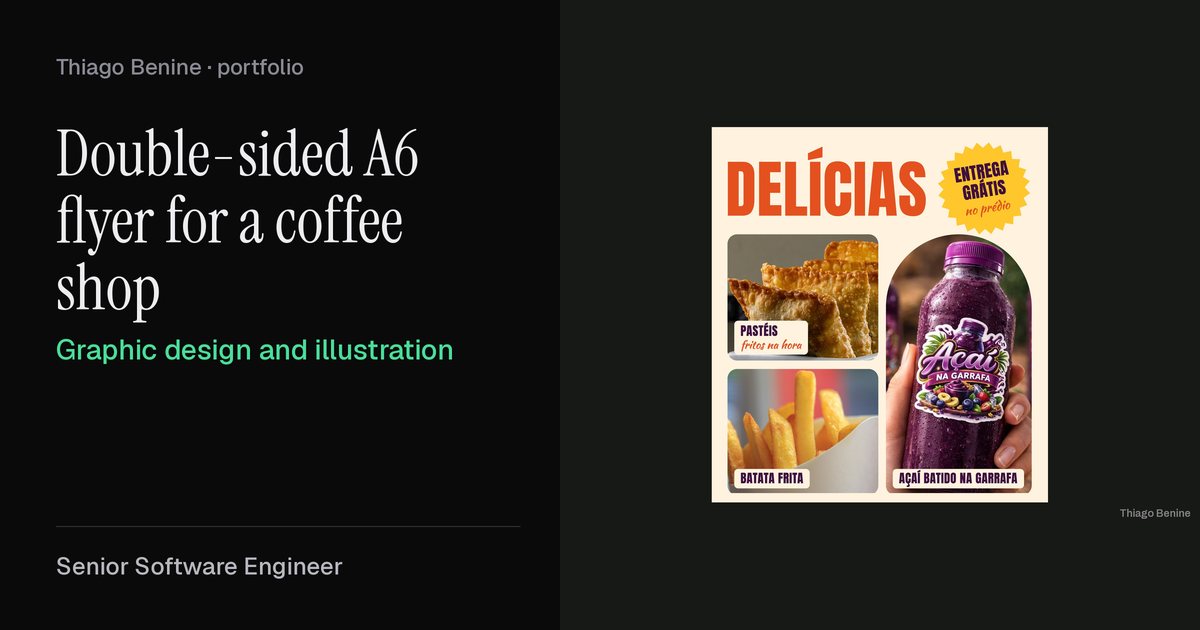 Thiago Benine · portfolio
Double-sided A6
flyer for a coffee
shop
Graphic design and illustration
Senior Software Engineer
DELÍCIAS
ENTREGA
GRÁTIS
no prédio
PASTÉIS
fritos na hora
BATATA FRITA
Açaí
NA GARRAFA
AÇAÍ BATIDO NA GARRAFA
Thiago Benine